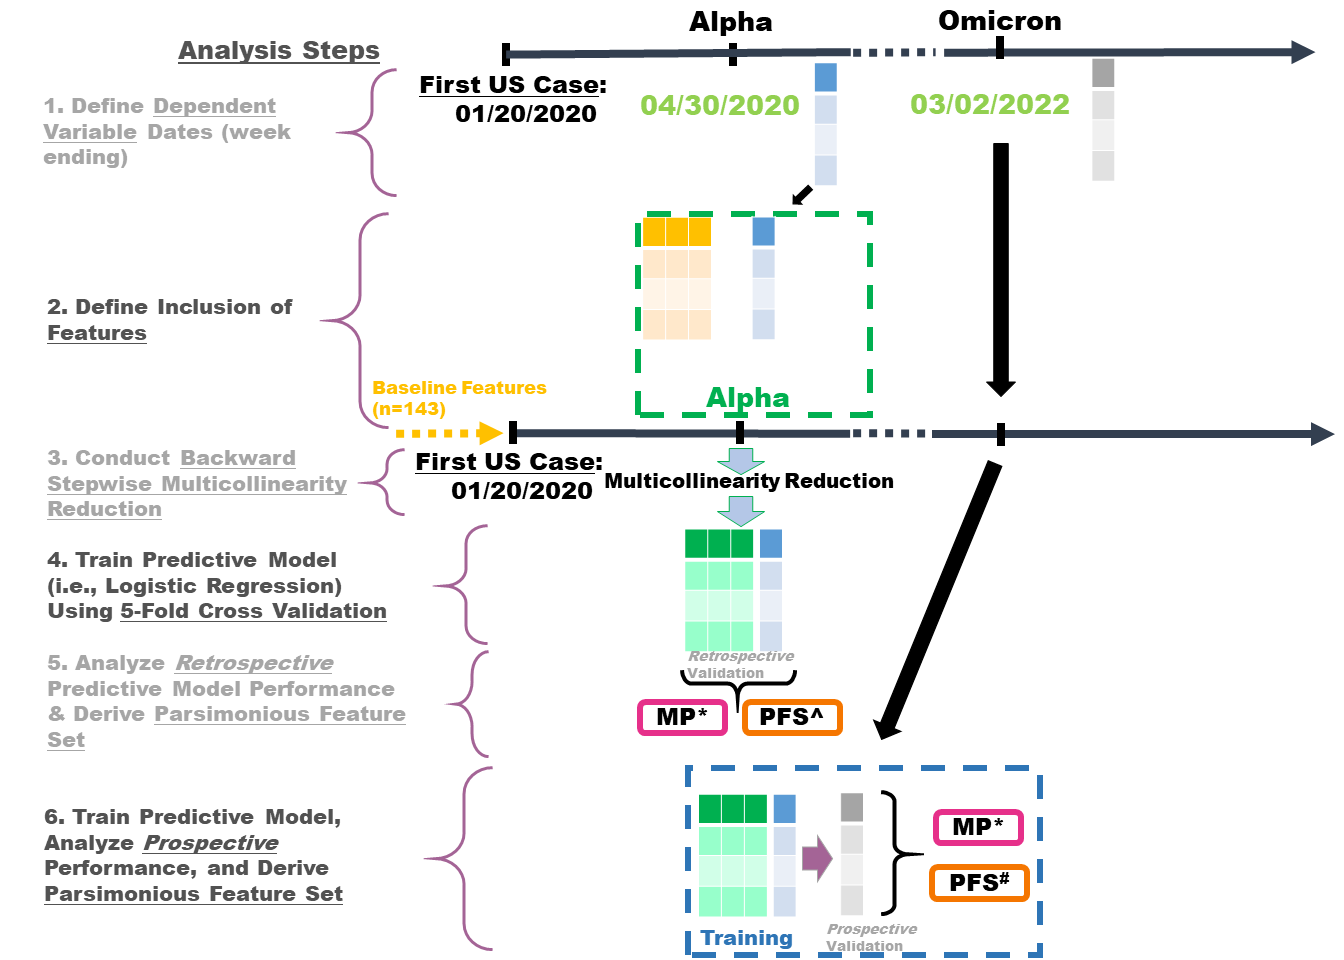 Analysis Steps
Alpha
Omicron
First US Case:
01/20/2020
04/30/2020
03/02/2022
1. Define Dependent
Variable Dates (week
ending)
2. Define Inclusion of
Features
Baseline Features
(n=143)
Alpha
First US Case:
01/20/2020
3. Conduct Backward
Stepwise Multicollinearity
Reduction
Multicollinearity Reduction
4. Train Predictive Model
(i.e., Logistic Regression)
Using 5-Fold Cross Validation
5. Analyze Retrospective
Predictive Model Performance
& Derive Parsimonious Feature
Set
Retrospective
Validation
MP*
PFS^
6. Train Predictive Model,
Analyze Prospective
Performance, and Derive
Parsimonious Feature Set
MP*
PFS#
Training
Prospective
Validation